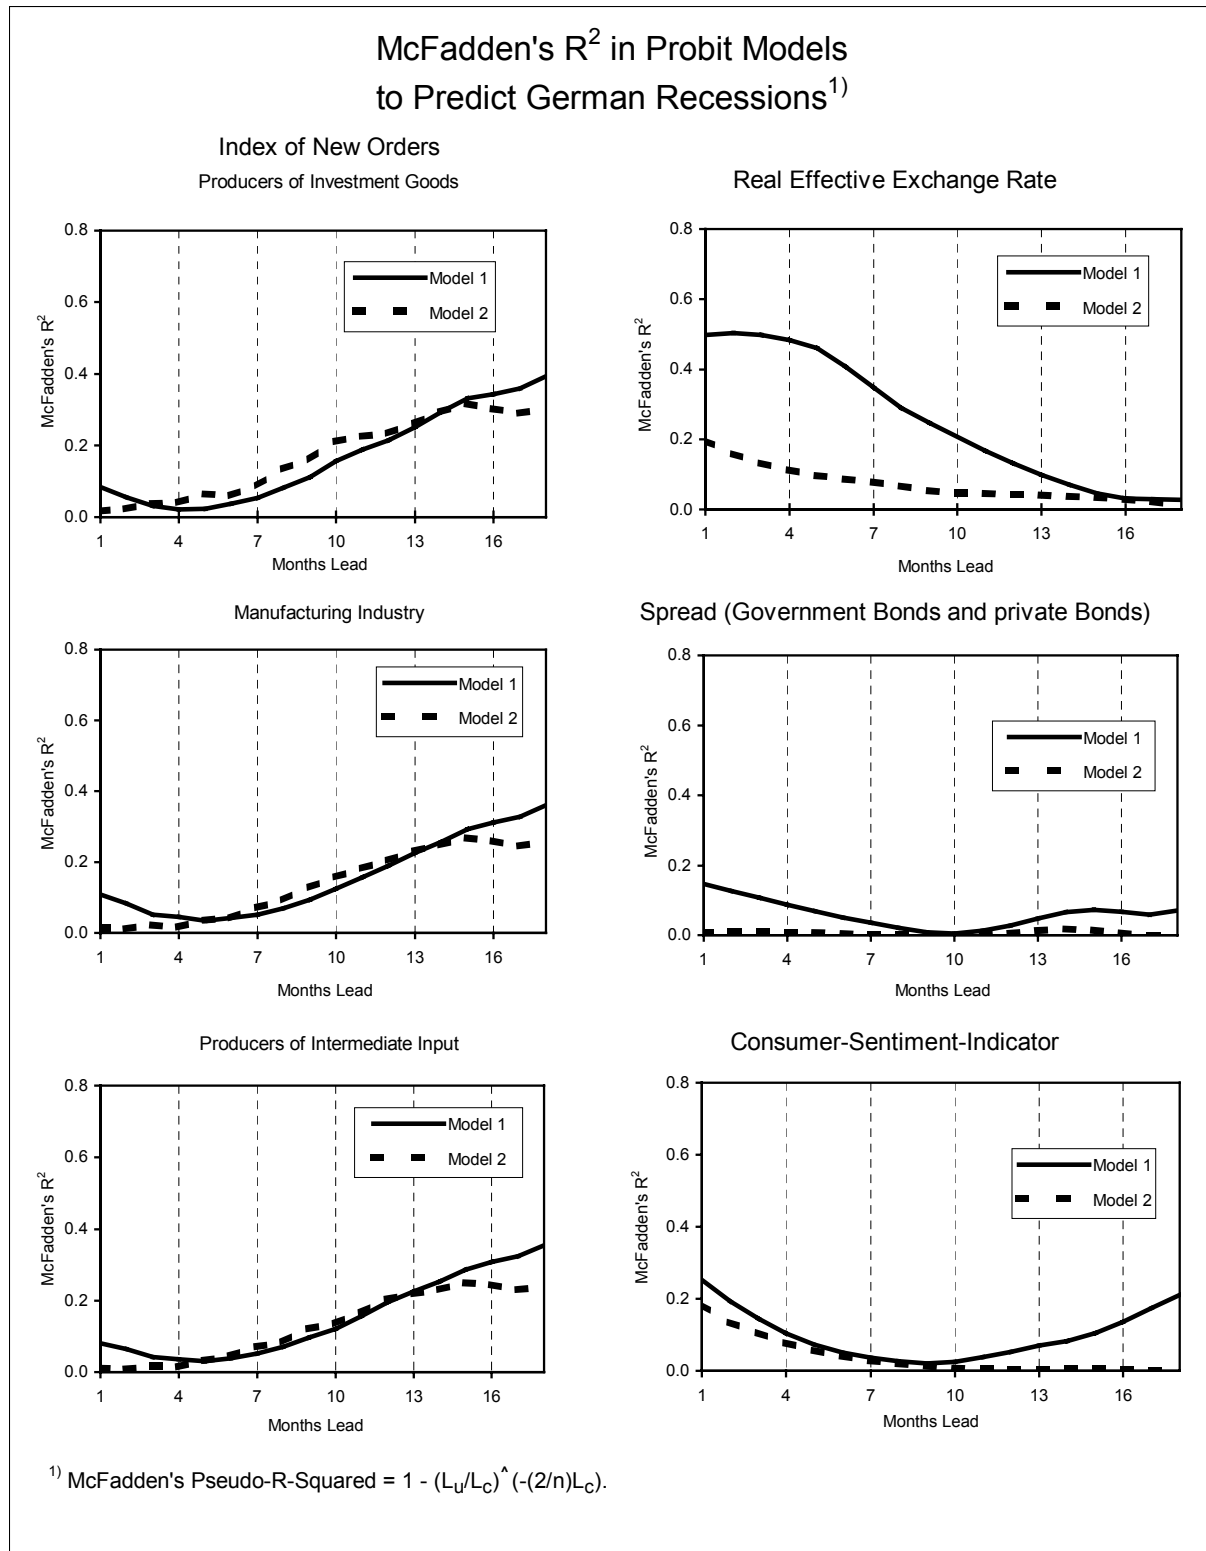 McFadden's R2 in Probit Models
to Predict German Recessions1)
Index of New Orders
Producers of Investment Goods
McFadden's R2
0.8
0.6
0.4
0.2
0.0
Model 1
Model 2
1 4 7 10 13 16
Months Lead
Real Effective Exchange Rate
McFadden's R2
0.8
0.6
0.4
0.2
0.0
Model 1
Model 2
1 4 7 10 13 16
Months Lead
Manufacturing Industry
McFadden's R2
0.8
0.6
0.4
0.2
0.0
Model 1
Model 2
1 4 7 10 13 16
Months Lead
Spread (Government Bonds and private Bonds)
McFadden's R2
0.8
0.6
0.4
0.2
0.0
Model 1
Model 2
1 4 7 10 13 16
Months Lead
Producers of Intermediate Input
McFadden's R2
0.8
0.6
0.4
0.2
0.0
Model 1
Model 2
1 4 7 10 13 16
Months Lead
Consumer-Sentiment-Indicator
McFadden's R2
0.8
0.6
0.4
0.2
0.0
Model 1
Model 2
1 4 7 10 13 16
Months Lead
1) McFadden's Pseudo-R-Squared = 1 - (Lu/Lc)^(-(2/n)Lc).